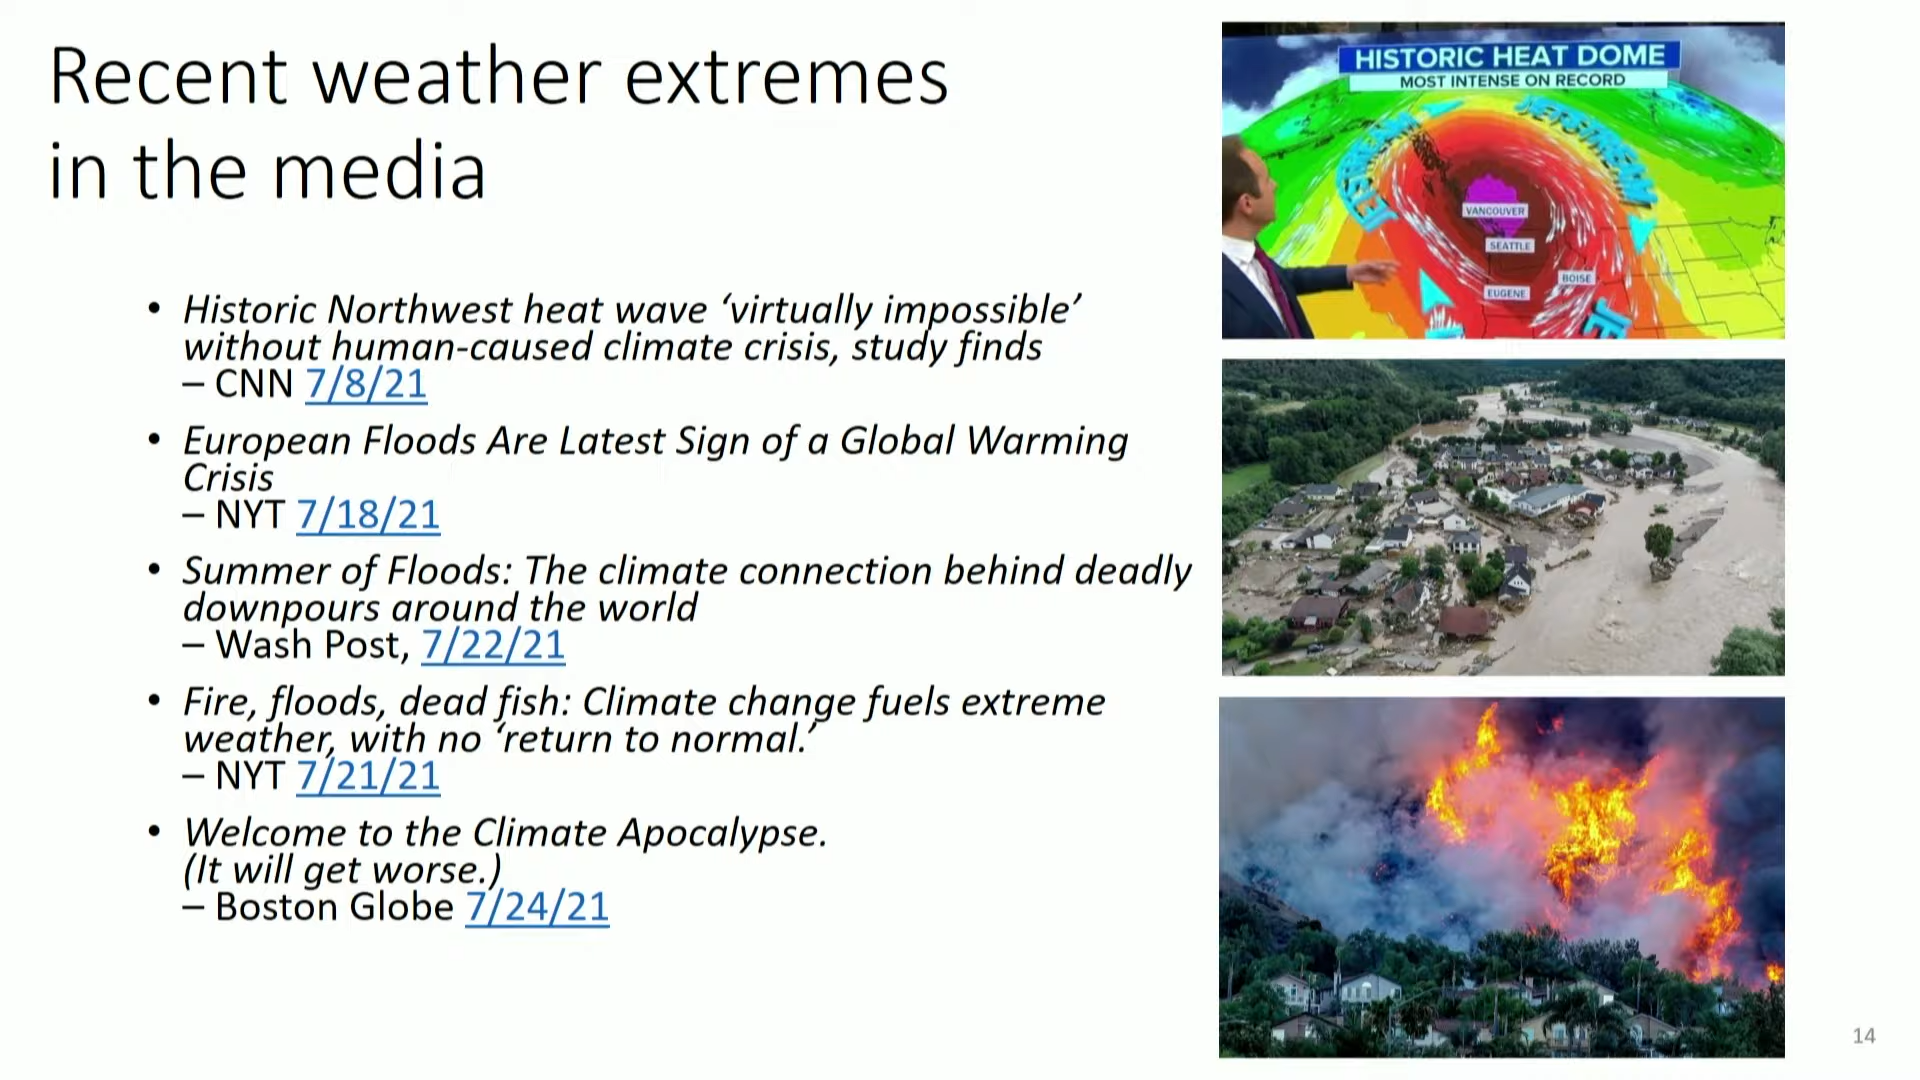 Recent weather extremes
in the media
• Historic Northwest heat wave ‘virtually impossible’
without human-caused climate crisis, study finds
– CNN 7/8/21
• European Floods Are Latest Sign of a Global Warming
Crisis
– NYT 7/18/21
• Summer of Floods: The climate connection behind deadly
downpours around the world
– Wash Post, 7/22/21
• Fire, floods, dead fish: Climate change fuels extreme
weather, with no ‘return to normal.’
– NYT 7/21/21
• Welcome to the Climate Apocalypse.
(It will get worse.)
– Boston Globe 7/24/21
HISTORIC HEAT DOME
MOST INTENSE ON RECORD
JET STREAM
VANCOUVER
SEATTLE
BOISE
EUGENE
14